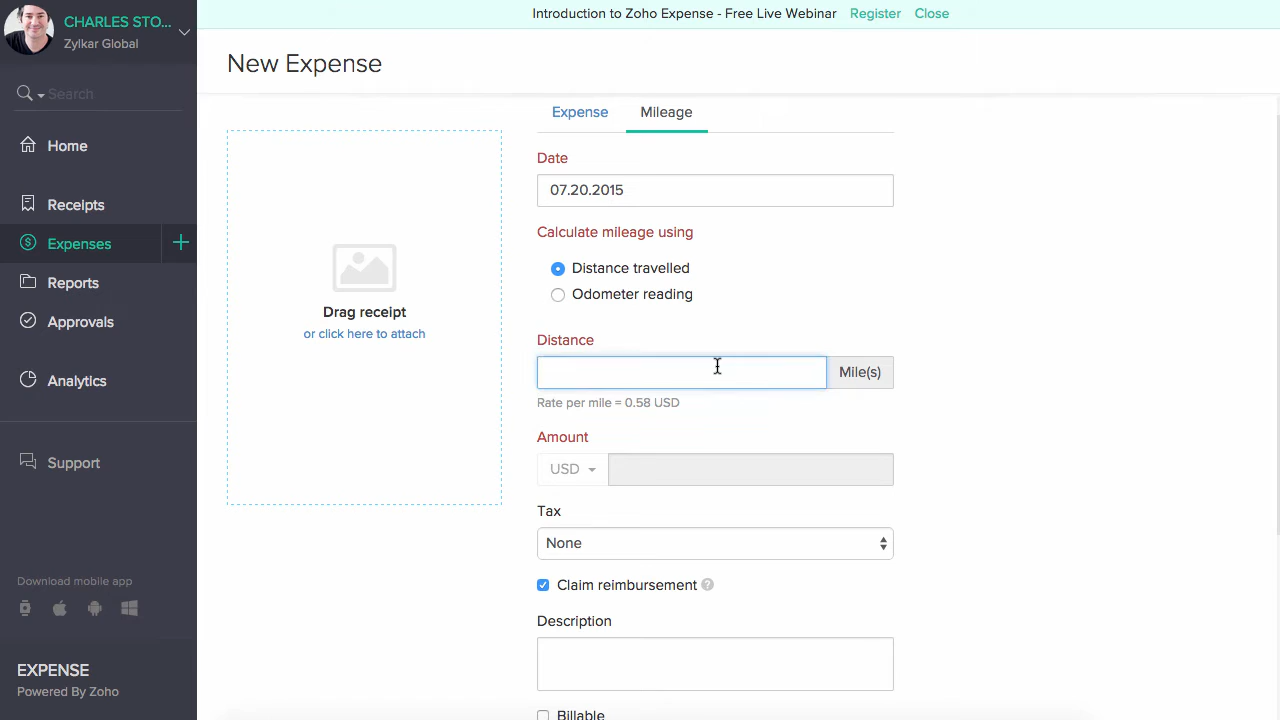 Introduction to Zoho Expense - Free Live Webinar Register Close
CHARLES STO...
Zylkar Global
Search
Home
Receipts
Expenses
Reports
Approvals
Analytics
Support
Download mobile app
EXPENSE
Powered By Zoho
New Expense
Drag receipt
or click here to attach
Expense Mileage
Date
07.20.2015
Calculate mileage using
Distance travelled
Odometer reading
Distance
Mile(s)
Rate per mile = 0.58 USD
Amount
USD
Tax
None
Claim reimbursement ?
Description
Billable